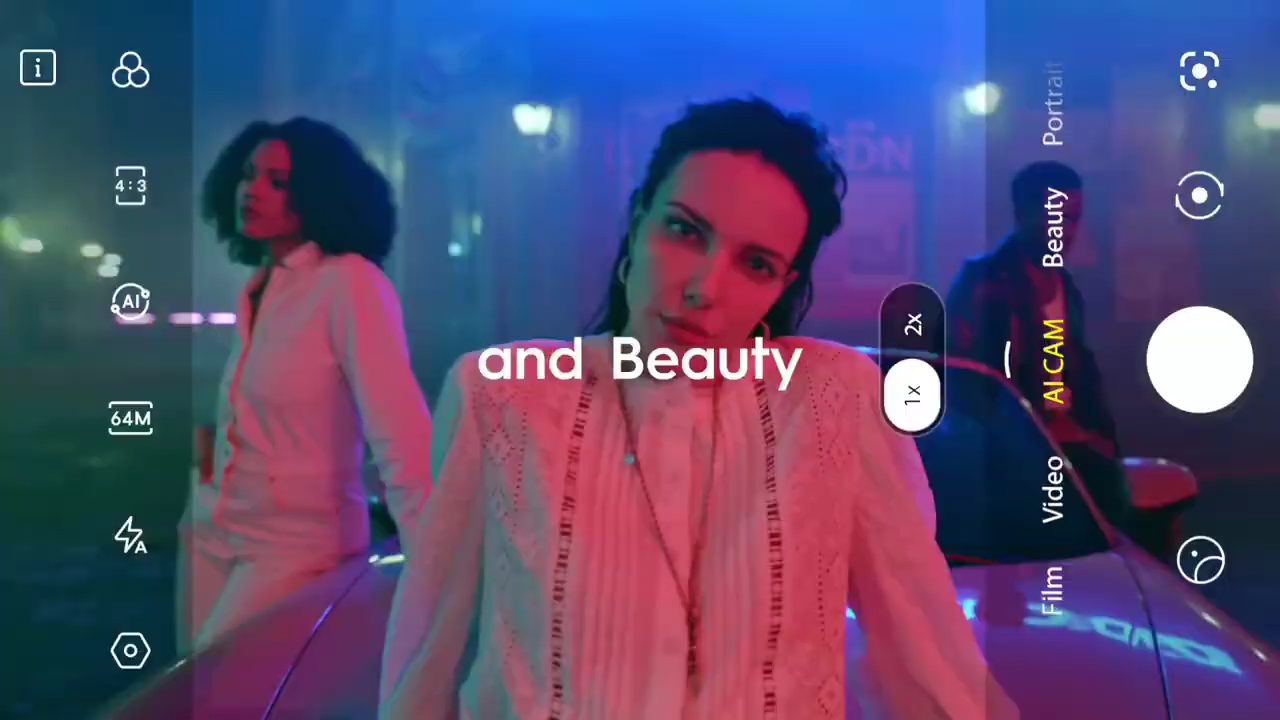 4:3
AI
64M
A
and Beauty
2x
1x
Portrait
Beauty
AI CAM
Video
Film